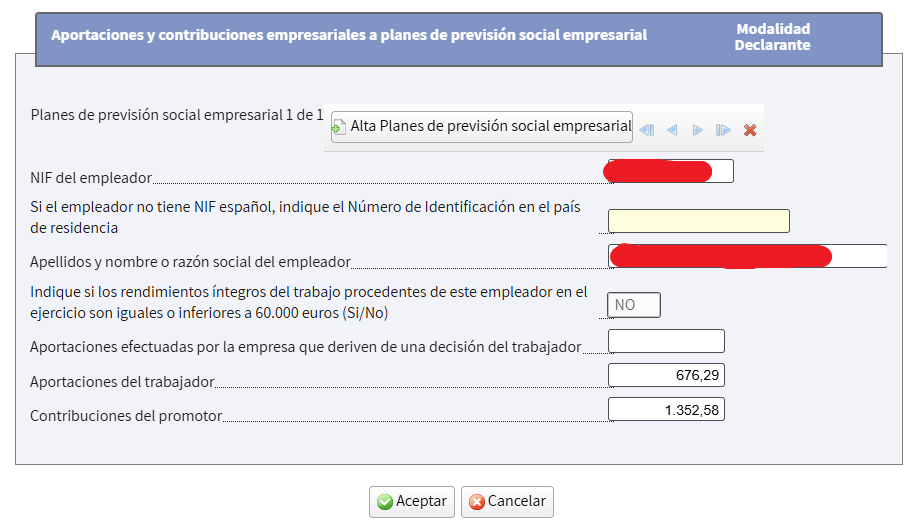 Aportaciones y contribuciones empresariales a planes de previsión social empresarial
Modalidad
Declarante
Planes de previsión social empresarial 1 de 1
Alta Planes de previsión social empresarial
NIF del empleador
Si el empleador no tiene NIF español, indique el Número de Identificación en el país
de residencia
Apellidos y nombre o razón social del empleador
Indique si los rendimientos íntegros del trabajo procedentes de este empleador en el
ejercicio son iguales o inferiores a 60.000 euros (Si/No)
NO
Aportaciones efectuadas por la empresa que deriven de una decisión del trabajador
Aportaciones del trabajador
676,29
Contribuciones del promotor
1.352,58
Aceptar
Cancelar